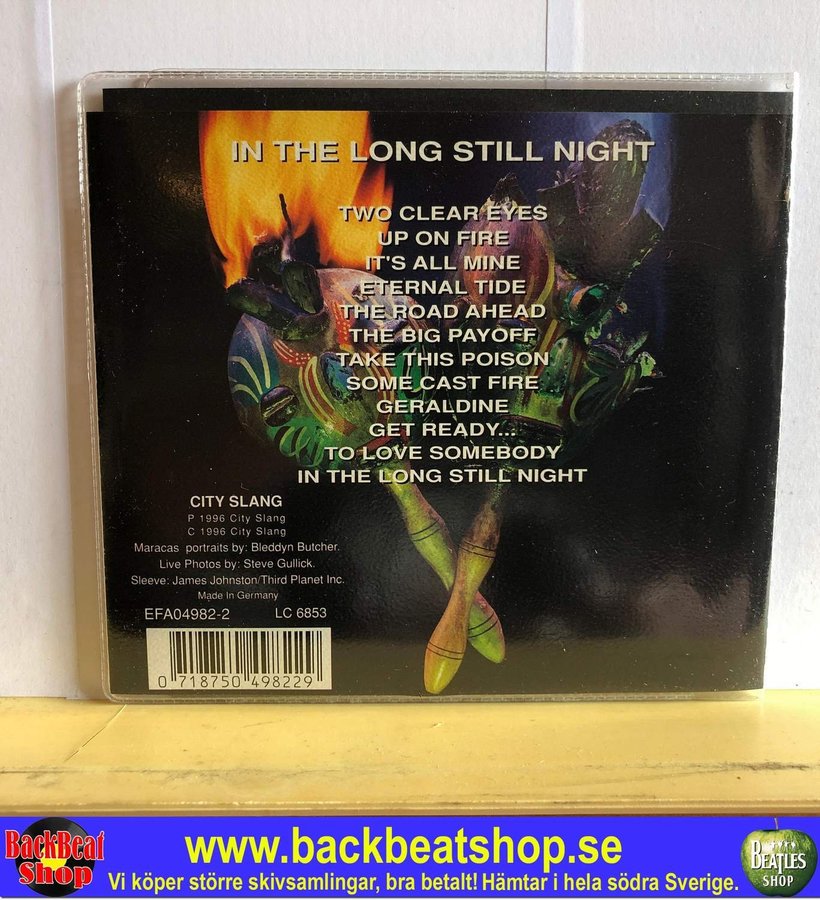 IN THE LONG STILL NIGHT
TWO CLEAR EYES
UP ON FIRE
IT'S ALL MINE
ETERNAL TIDE
THE ROAD AHEAD
THE BIG PAYOFF
TAKE THIS POISON
SOME CAST FIRE
GERALDINE
GET READY...
TO LOVE SOMEBODY
IN THE LONG STILL NIGHT
CITY SLANG
P 1996 City Slang
C 1996 City Slang
Maracas portraits by: Bleddyn Butcher.
Live Photos by: Steve Gullick.
Sleeve: James Johnston/Third Planet Inc.
Made In Germany
EFA04982-2 LC 6853
0 718750 498229
BackBeat
Shop
www.backbeatshop.se
Vi köper större skivsamlingar, bra betalt! Hämtar i hela södra Sverige.
BEATLES
SHOP